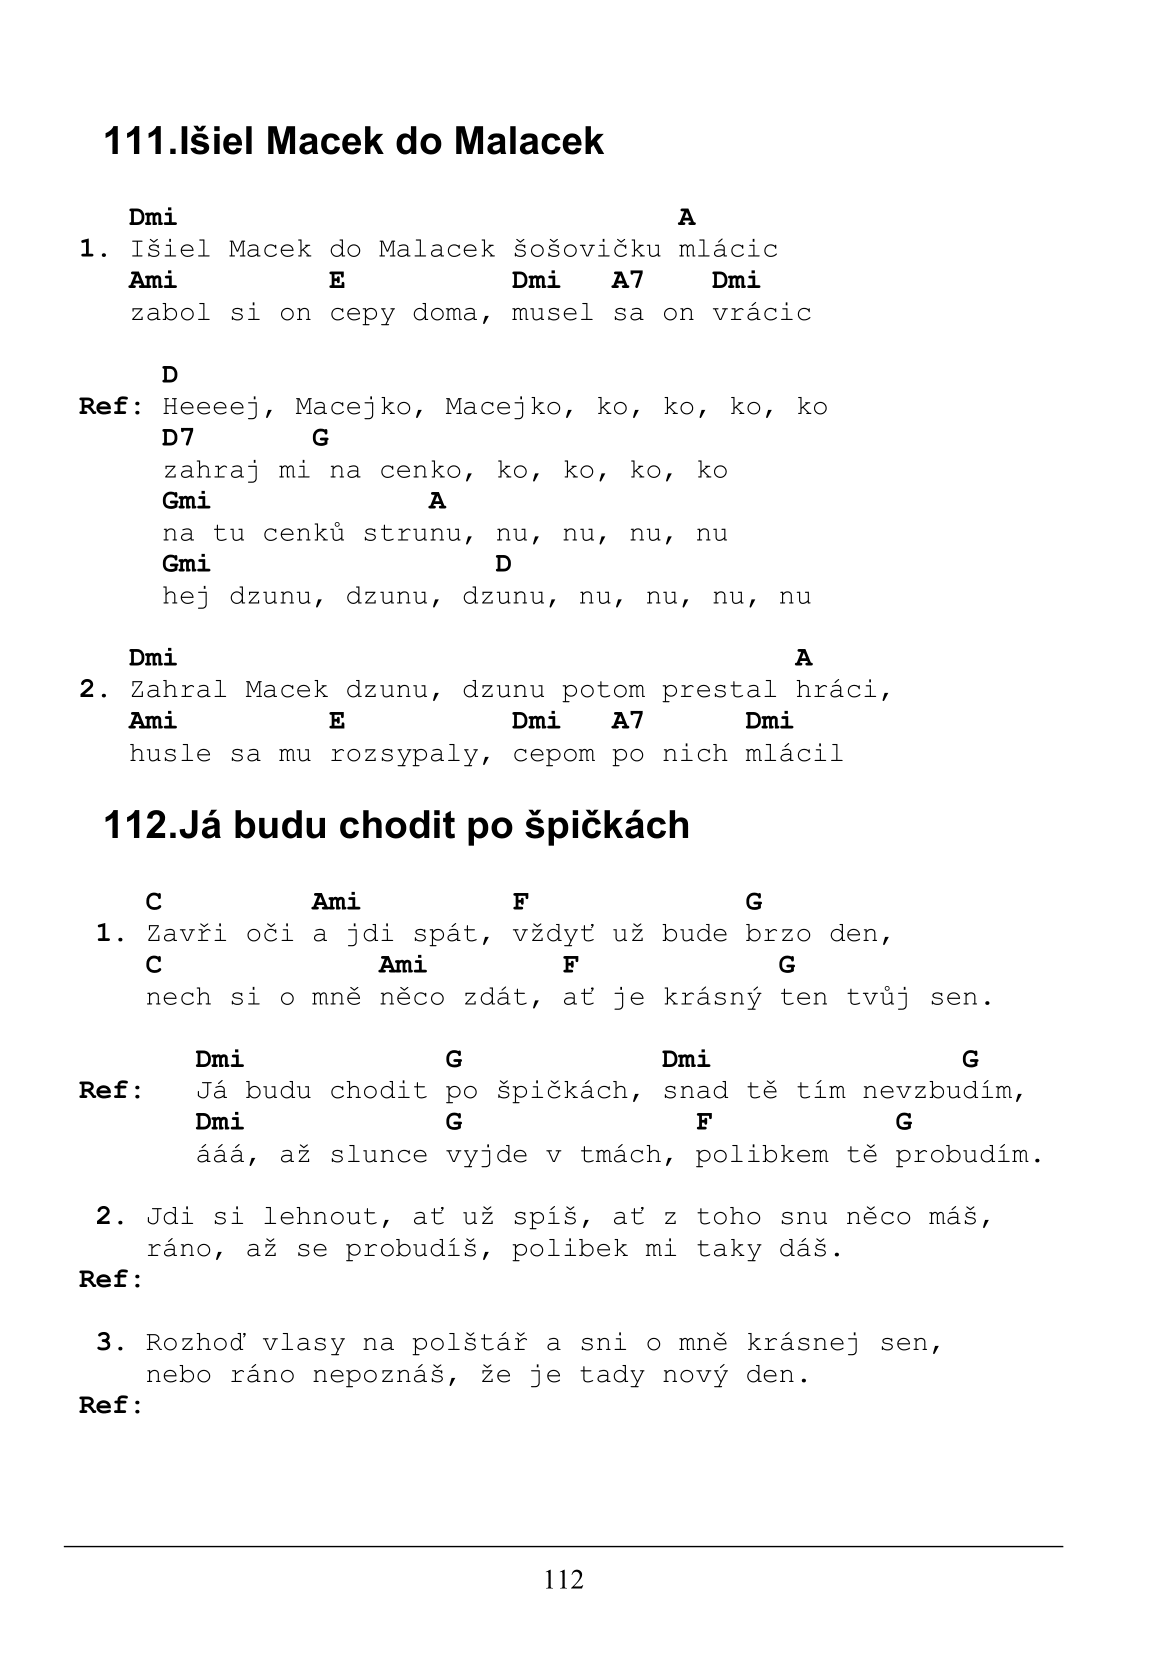 111.Išiel Macek do Malacek
Dmi A
1. Išiel Macek do Malacek šošovičku mlácic
Ami E Dmi A7 Dmi
zabol si on cepy doma, musel sa on vrácic
D
Ref: Heeeej, Macejko, Macejko, ko, ko, ko, ko
D7 G
zahraj mi na cenko, ko, ko, ko, ko
Gmi A
na tu cenků strunu, nu, nu, nu, nu
Gmi D
hej dzunu, dzunu, dzunu, nu, nu, nu, nu
Dmi A
2. Zahral Macek dzunu, dzunu potom prestal hráci,
Ami E Dmi A7 Dmi
husle sa mu rozsypaly, cepom po nich mlácil
112.Já budu chodit po špičkách
C Ami F G
1. Zavři oči a jdi spát, vždyť už bude brzo den,
C Ami F G
nech si o mně něco zdát, ať je krásný ten tvůj sen.
Dmi G Dmi G
Ref: Já budu chodit po špičkách, snad tě tím nevzbudím,
Dmi G F G
ááá, až slunce vyjde v tmách, polibkem tě probudím.
2. Jdi si lehnout, ať už spíš, ať z toho snu něco máš,
ráno, až se probudíš, polibek mi taky dáš.
Ref:
3. Rozhoď vlasy na polštář a sni o mně krásnej sen,
nebo ráno nepoznáš, že je tady nový den.
Ref:
112